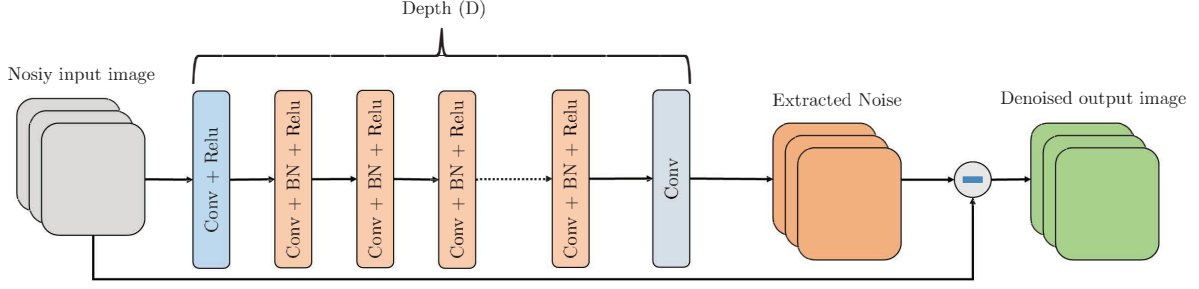 Depth (D)
Nosiy input image
Conv + Relu
Conv + BN + Relu
Conv + BN + Relu
Conv + BN + Relu
Conv + BN + Relu
Conv
Extracted Noise
Denoised output image